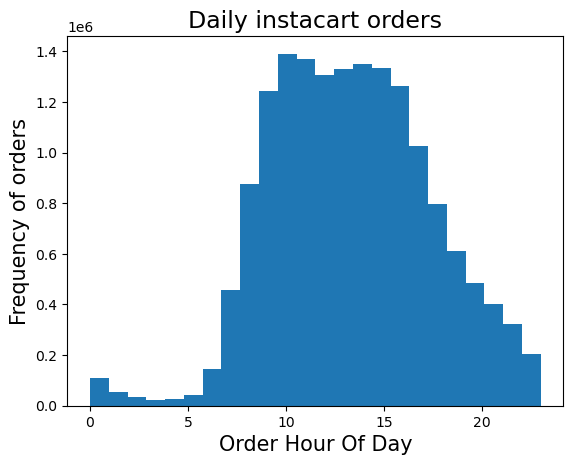 Daily instacart orders
1e6
1.4
1.2
1.0
0.8
0.6
0.4
0.2
0.0
Frequency of orders
0 5 10 15 20
Order Hour Of Day